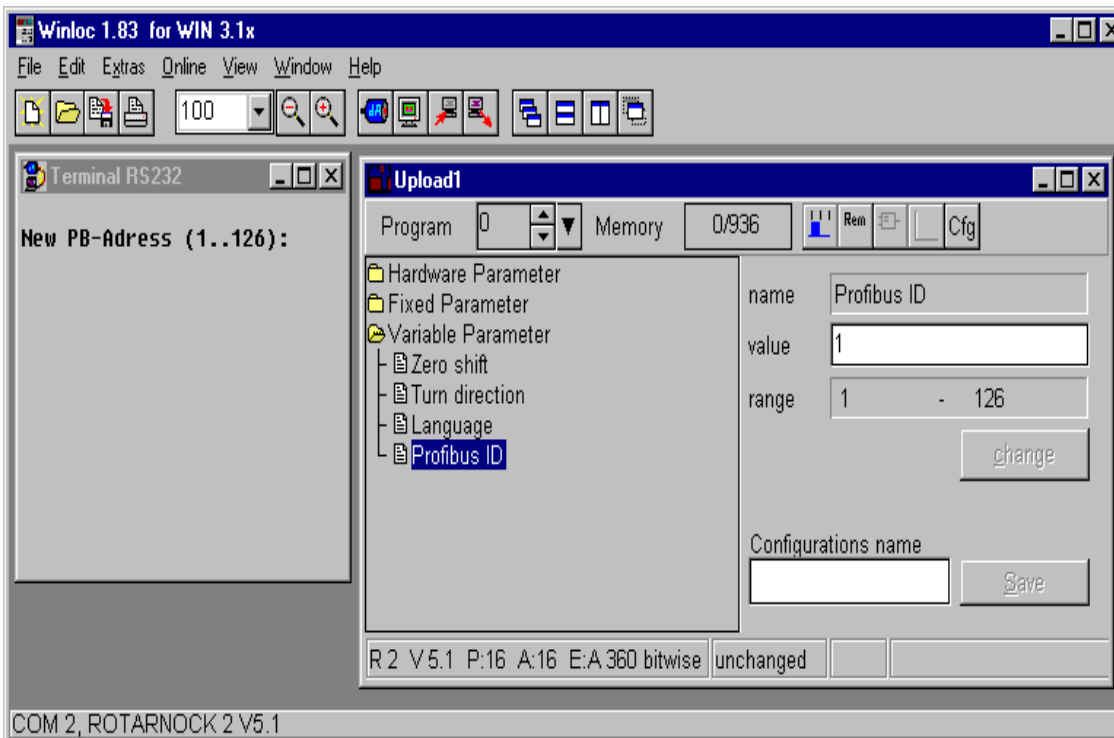 Winloc 1.83 for WIN 3.1x
File Edit Extras Online View Window Help
100
Terminal RS232
New PB-Adress (1..126):
Upload1
Program 0 Memory 0/936 Rem Cfg
Hardware Parameter
Fixed Parameter
Variable Parameter
Zero shift
Turn direction
Language
Profibus ID
name Profibus ID
value 1
range 1 - 126
change
Configurations name
Save
R 2 V 5.1 P:16 A:16 E:A 360 bitwise unchanged
COM 2, ROTARNOCK 2 V5.1